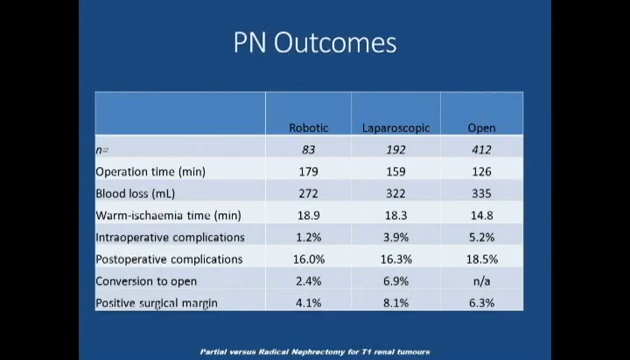 PN Outcomes
Robotic Laparoscopic Open
n= 83 192 412
Operation time (min) 179 159 126
Blood loss (mL) 272 322 335
Warm-ischaemia time (min) 18.9 18.3 14.8
Intraoperative complications 1.2% 3.9% 5.2%
Postoperative complications 16.0% 16.3% 18.5%
Conversion to open 2.4% 6.9% n/a
Positive surgical margin 4.1% 8.1% 6.3%
Partial versus Radical Nephrectomy for T1 renal tumours